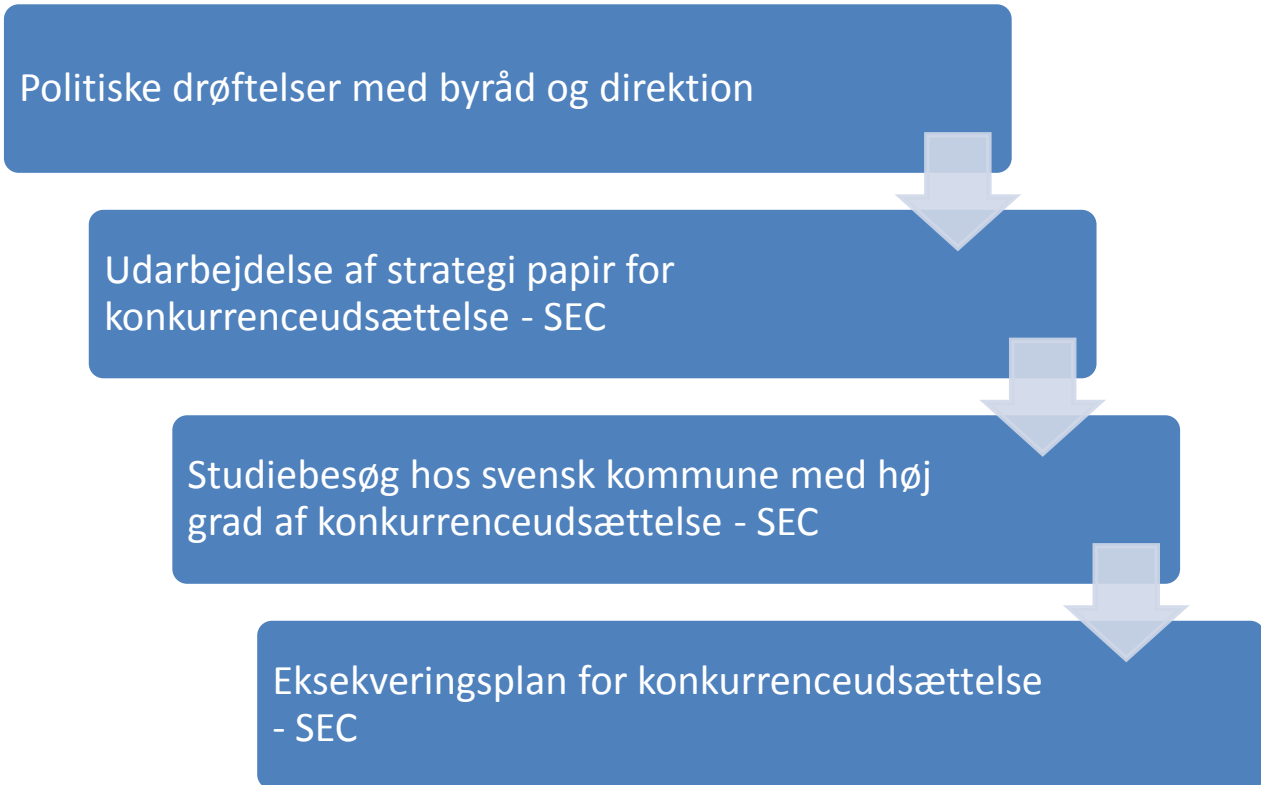 Politiske drøftelser med byråd og direktion
Udarbejdelse af strategi papir for
konkurrenceudsættelse - SEC
Studiebesøg hos svensk kommune med høj
grad af konkurrenceudsættelse - SEC
Eksekveringsplan for konkurrenceudsættelse
- SEC